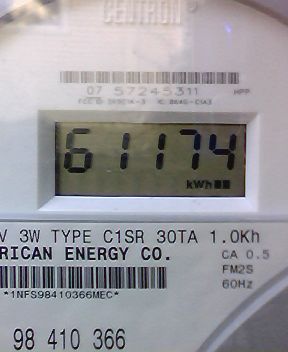 CENTRON
07 57245311 HPP
61174
kWh
V 3W TYPE C1SR 30TA 1.0Kh
RICAN ENERGY CO. CA 0.5
FM2S
*1NFS98410366MEC* 60Hz
98 410 366